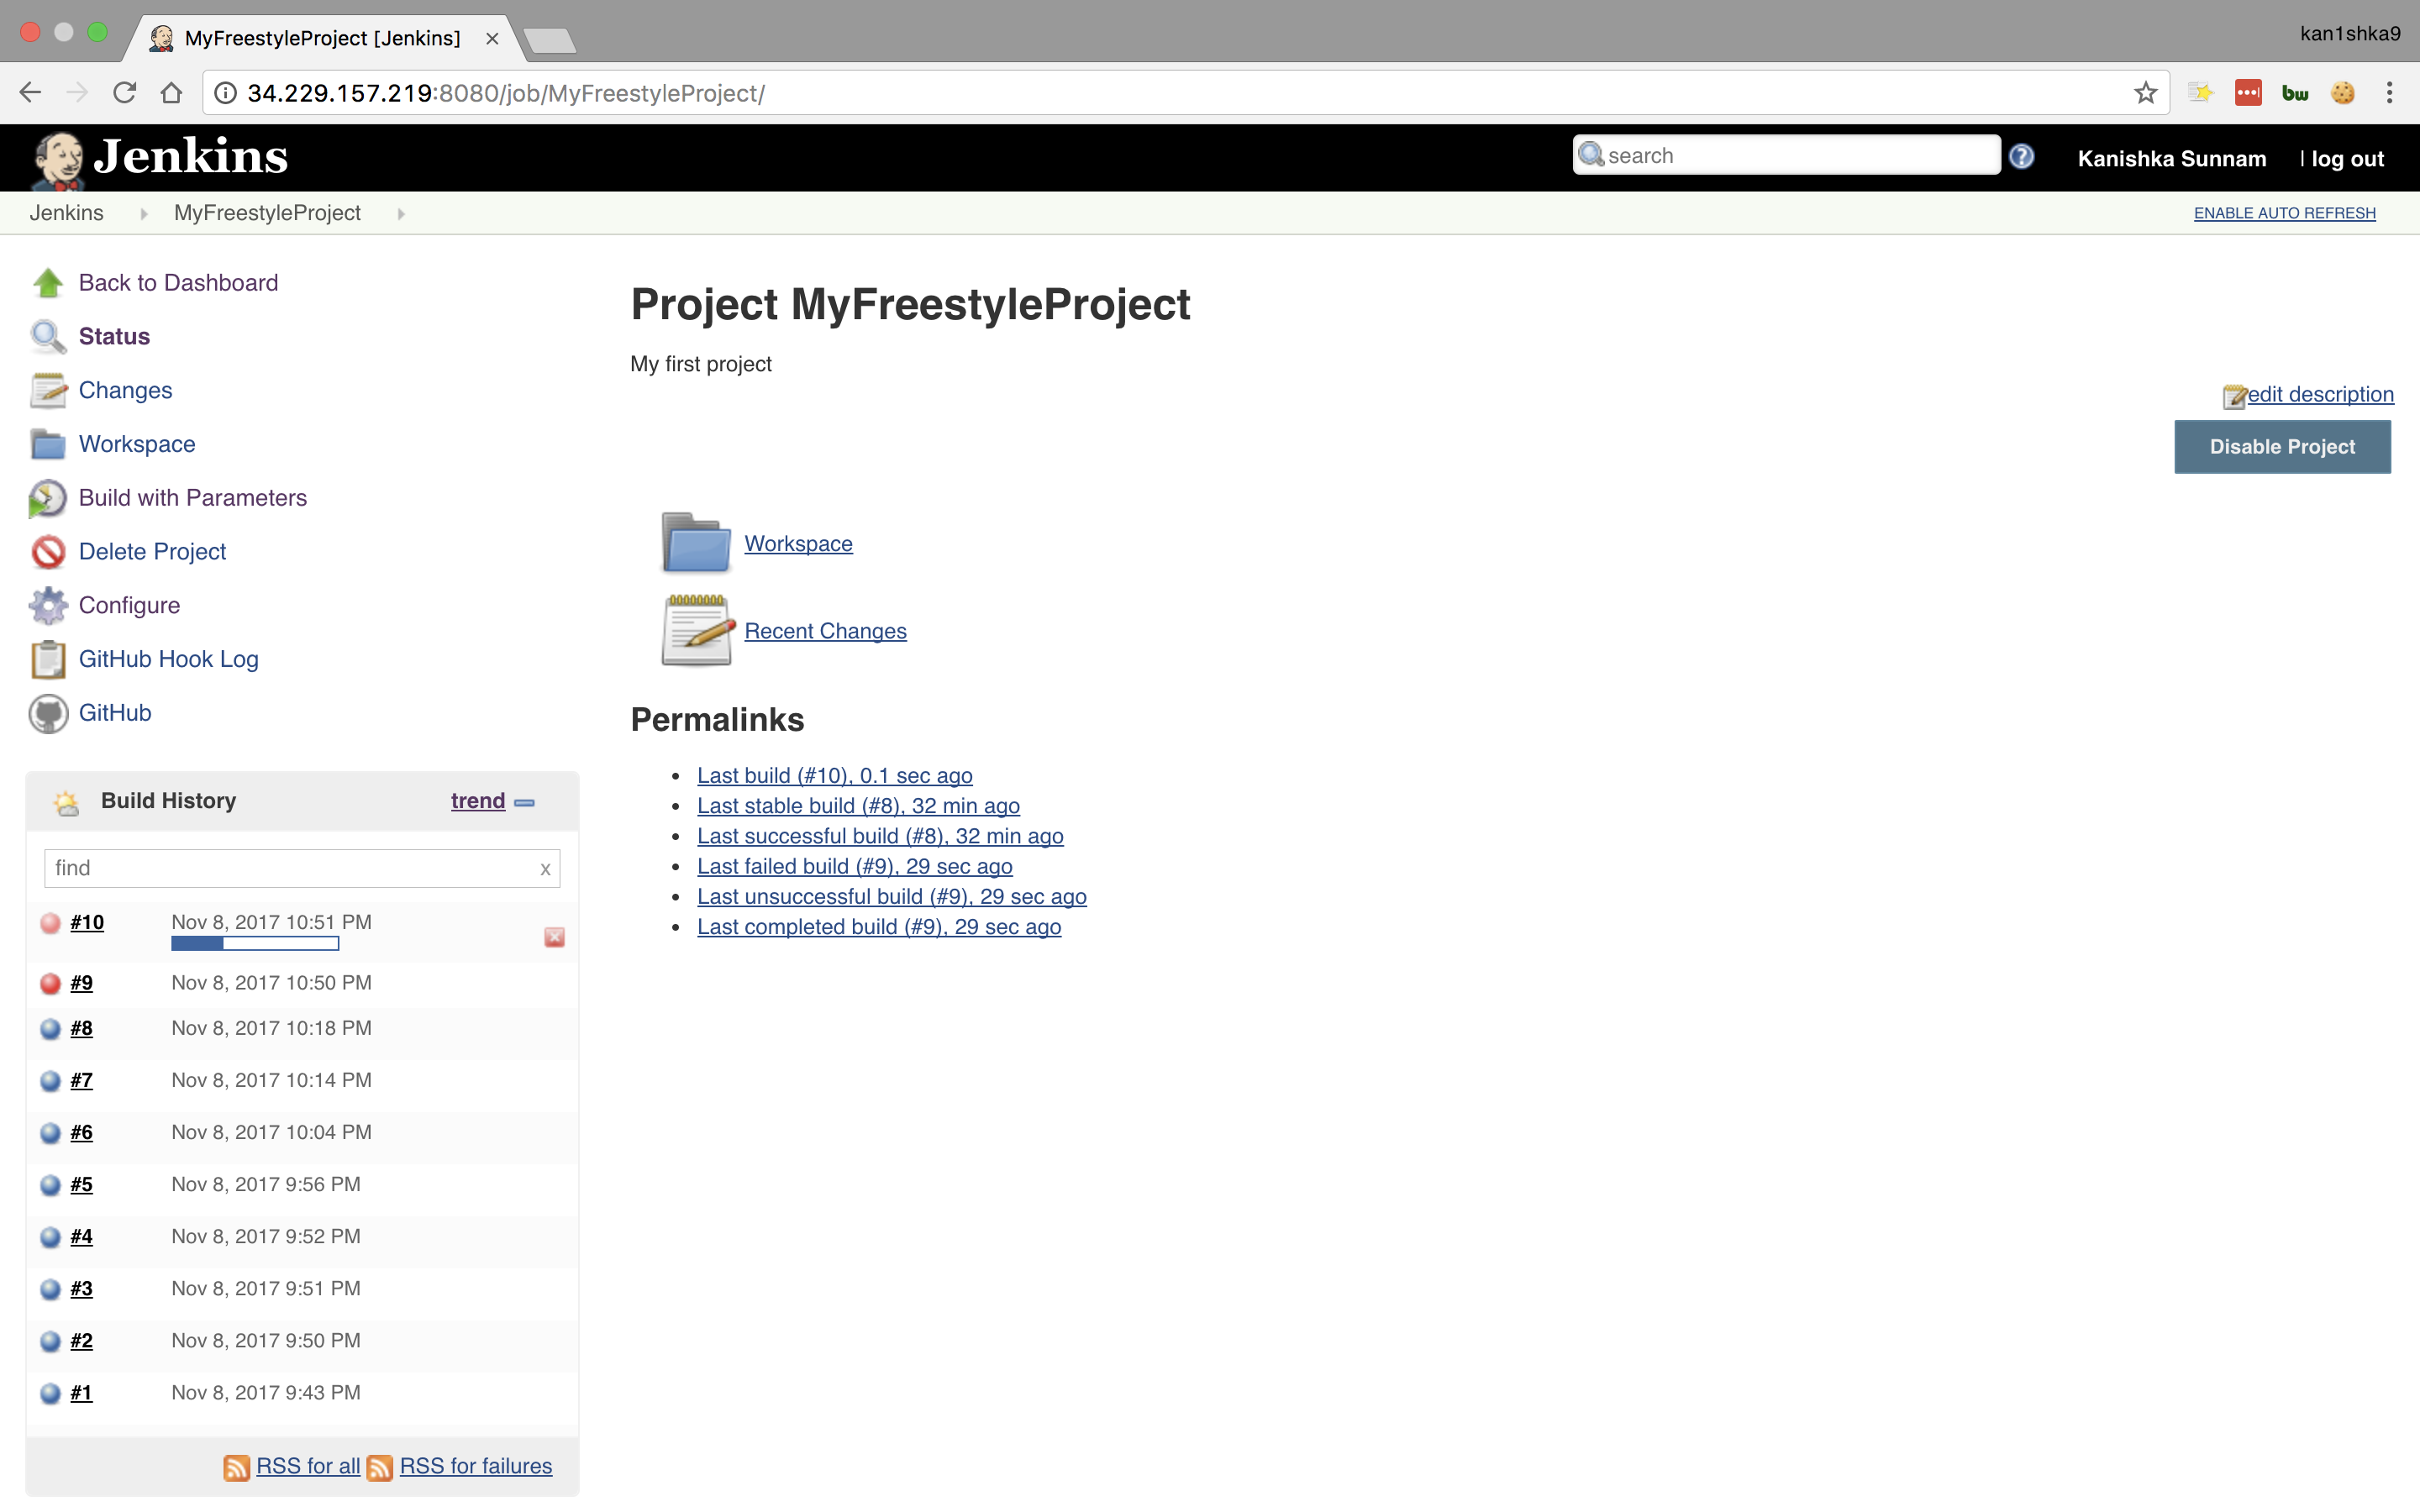 MyFreestyleProject [Jenkins] ×
kan1shka9
34.229.157.219:8080/job/MyFreestyleProject/
bw
Jenkins
search
Kanishka Sunnam | log out
Jenkins MyFreestyleProject
ENABLE AUTO REFRESH
Back to Dashboard
Status
Changes
Workspace
Build with Parameters
Delete Project
Configure
GitHub Hook Log
GitHub
Project MyFreestyleProject
My first project
edit description
Disable Project
Workspace
Recent Changes
Permalinks
• Last build (#10), 0.1 sec ago
• Last stable build (#8), 32 min ago
• Last successful build (#8), 32 min ago
• Last failed build (#9), 29 sec ago
• Last unsuccessful build (#9), 29 sec ago
• Last completed build (#9), 29 sec ago
Build History trend
find x
#10 Nov 8, 2017 10:51 PM
#9 Nov 8, 2017 10:50 PM
#8 Nov 8, 2017 10:18 PM
#7 Nov 8, 2017 10:14 PM
#6 Nov 8, 2017 10:04 PM
#5 Nov 8, 2017 9:56 PM
#4 Nov 8, 2017 9:52 PM
#3 Nov 8, 2017 9:51 PM
#2 Nov 8, 2017 9:50 PM
#1 Nov 8, 2017 9:43 PM
RSS for all RSS for failures